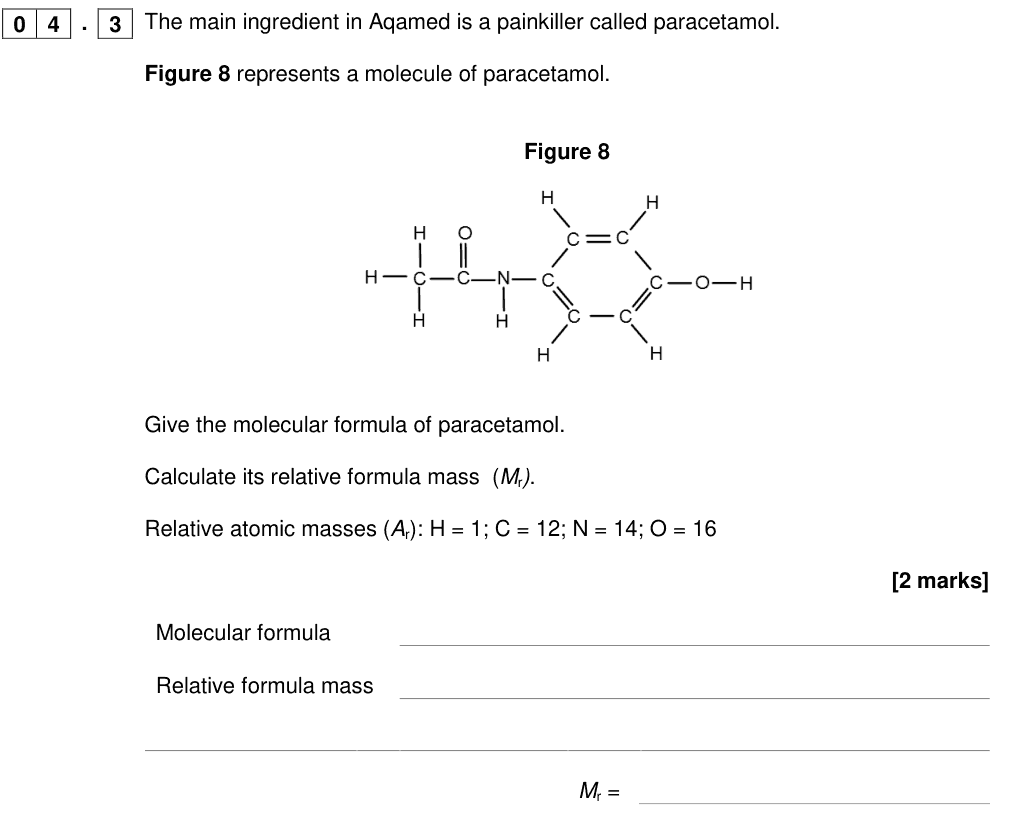 0 4 . 3 The main ingredient in Aqamed is a painkiller called paracetamol.
Figure 8 represents a molecule of paracetamol.
Figure 8
H H
H O C C
H C C N C C O H
H H C C
H H
Give the molecular formula of paracetamol.
Calculate its relative formula mass (Mr).
Relative atomic masses (Ar): H = 1; C = 12; N = 14; O = 16
[2 marks]
Molecular formula
Relative formula mass
Mr =